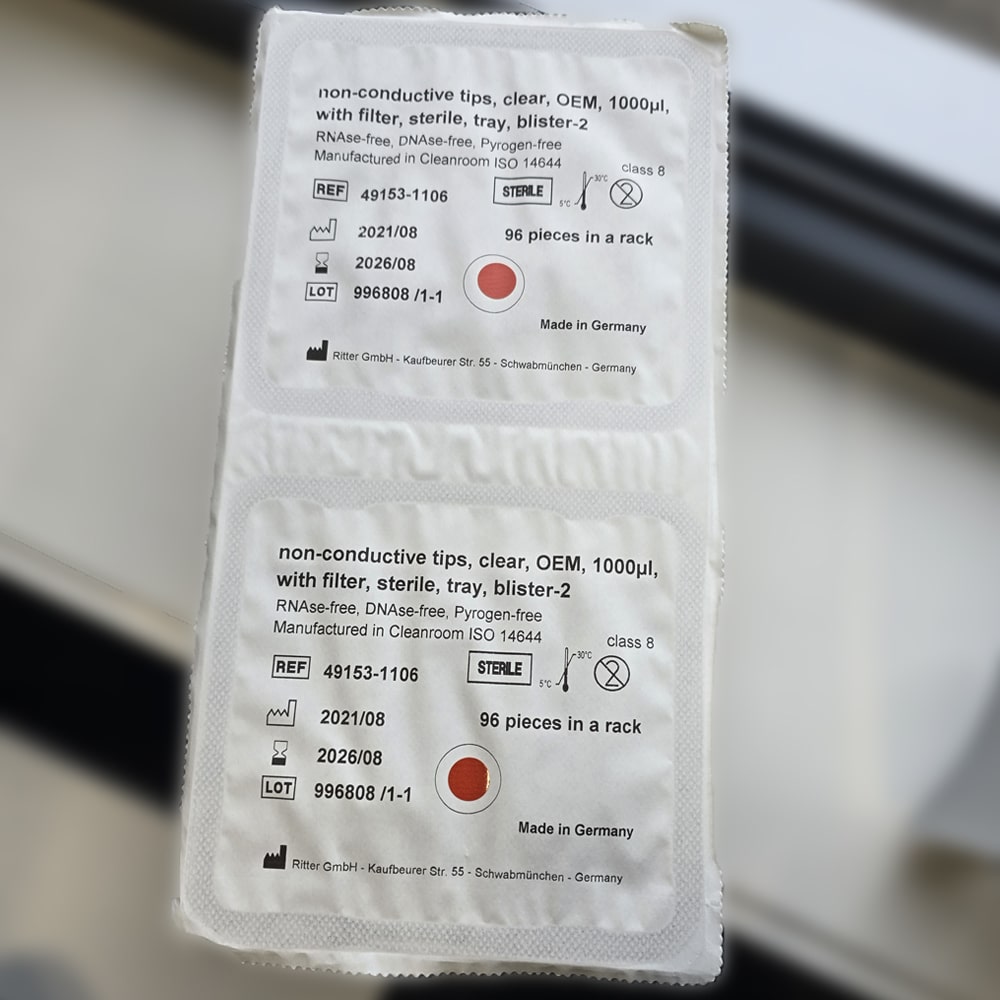 non-conductive tips, clear, OEM, 1000µl,
with filter, sterile, tray, blister-2
RNAse-free, DNAse-free, Pyrogen-free
Manufactured in Cleanroom ISO 14644 class 8
REF 49153-1106 STERILE 5°C 30°C 2
2021/08 96 pieces in a rack
2026/08
LOT 996808 /1-1
Made in Germany
Ritter GmbH - Kaufbeurer Str. 55 - Schwabmünchen - Germany
non-conductive tips, clear, OEM, 1000µl,
with filter, sterile, tray, blister-2
RNAse-free, DNAse-free, Pyrogen-free
Manufactured in Cleanroom ISO 14644 class 8
REF 49153-1106 STERILE 5°C 30°C 2
2021/08 96 pieces in a rack
2026/08
LOT 996808 /1-1
Made in Germany
Ritter GmbH - Kaufbeurer Str. 55 - Schwabmünchen - Germany